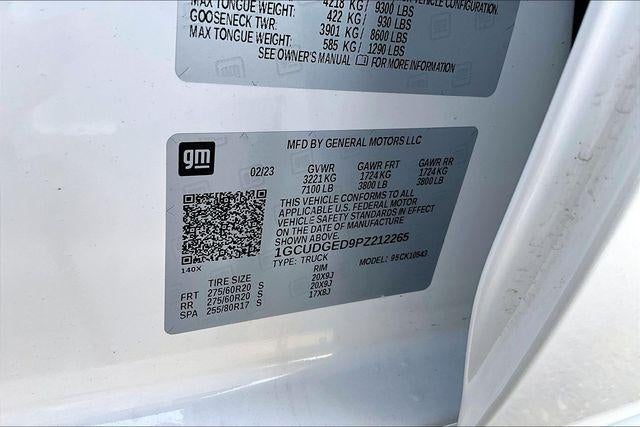 MAX TONGUE WEIGHT: 4218 KG / 9300 LBS
GOOSENECK TWR: 422 KG / 930 LBS
MAX TONGUE WEIGHT: 3901 KG / 8600 LBS
585 KG / 1290 LBS
VEHICLE CONFIGURATION.
SEE OWNER'S MANUAL FOR MORE INFORMATION
gm
MFD BY GENERAL MOTORS LLC
02/23 GVWR GAWR FRT GAWR RR
3221 KG 1724 KG 1724 KG
7100 LB 3800 LB 3800 LB
THIS VEHICLE CONFORMS TO ALL
APPLICABLE U.S. FEDERAL MOTOR
VEHICLE SAFETY STANDARDS IN EFFECT
ON THE DATE OF MANUFACTURE
SHOWN ABOVE.
1GCUDGED9PZ212265
140X
TYPE: TRUCK MODEL: 95CK10543
TIRE SIZE RIM
FRT 275/60R20 S 20X9J
RR 275/60R20 S 20X9J
SPA 255/80R17 S 17X8J